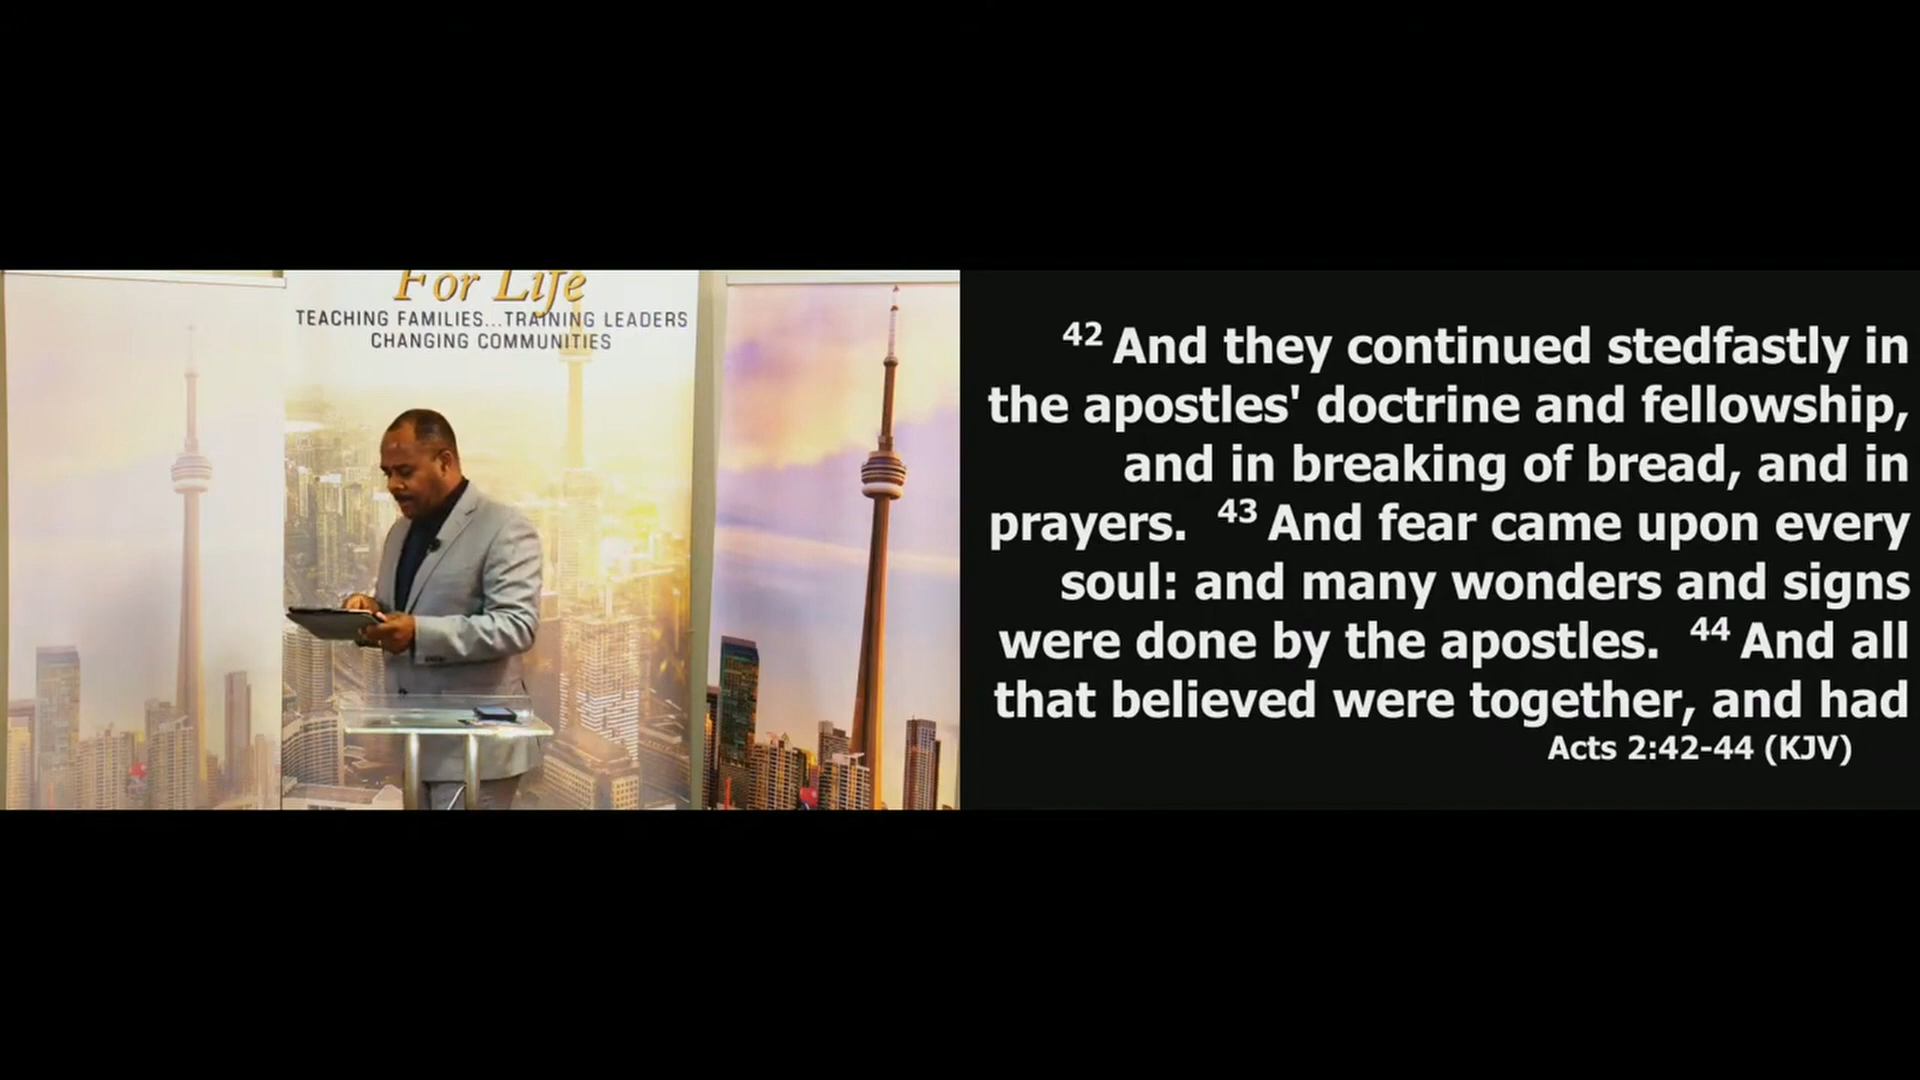 For Life
TEACHING FAMILIES...TRAINING LEADERS
CHANGING COMMUNITIES
42 And they continued stedfastly in
the apostles' doctrine and fellowship,
and in breaking of bread, and in
prayers. 43 And fear came upon every
soul: and many wonders and signs
were done by the apostles. 44 And all
that believed were together, and had
Acts 2:42-44 (KJV)